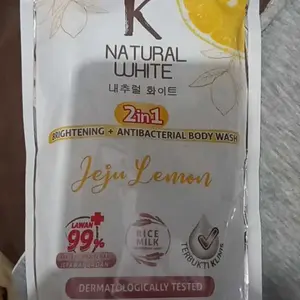 K
NATURAL
WHITE
내추럴 화이트
2in1
BRIGHTENING + ANTIBACTERIAL BODY WASH
Jeju Lemon
LAWAN
99%
RICE
MILK
TERBUKTI KLINIS
DERMATOLOGICALLY TESTED